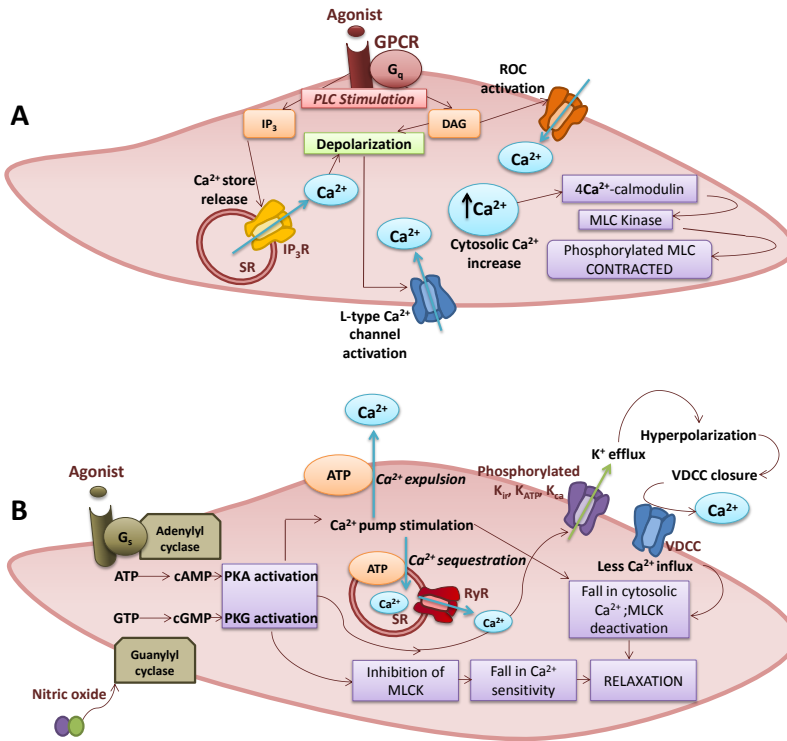 Agonist
GPCR
Gq
PLC Stimulation
ROC
activation
A
IP3
DAG
Depolarization
Ca2+
Ca2+ store
release
Ca2+
IP3R
SR
Ca2+
Ca2+
Cytosolic Ca2+
increase
4Ca2+-calmodulin
MLC Kinase
Phosphorylated MLC
CONTRACTED
L-type Ca2+
channel
activation
Ca2+
K+ efflux
Hyperpolarization
VDCC closure
Ca2+
Agonist
ATP
Ca2+ expulsion
Phosphorylated
Kir, KATP, Kca
B
Gs
Adenylyl
cyclase
Ca2+ pump stimulation
VDCC
Less Ca2+ influx
ATP
Ca2+ sequestration
ATP
cAMP
PKA activation
RyR
Ca2+
SR
Ca2+
Fall in cytosolic
Ca2+ ;MLCK
deactivation
GTP
cGMP
PKG activation
Guanylyl
cyclase
Inhibition of
MLCK
Fall in Ca2+
sensitivity
RELAXATION
Nitric oxide